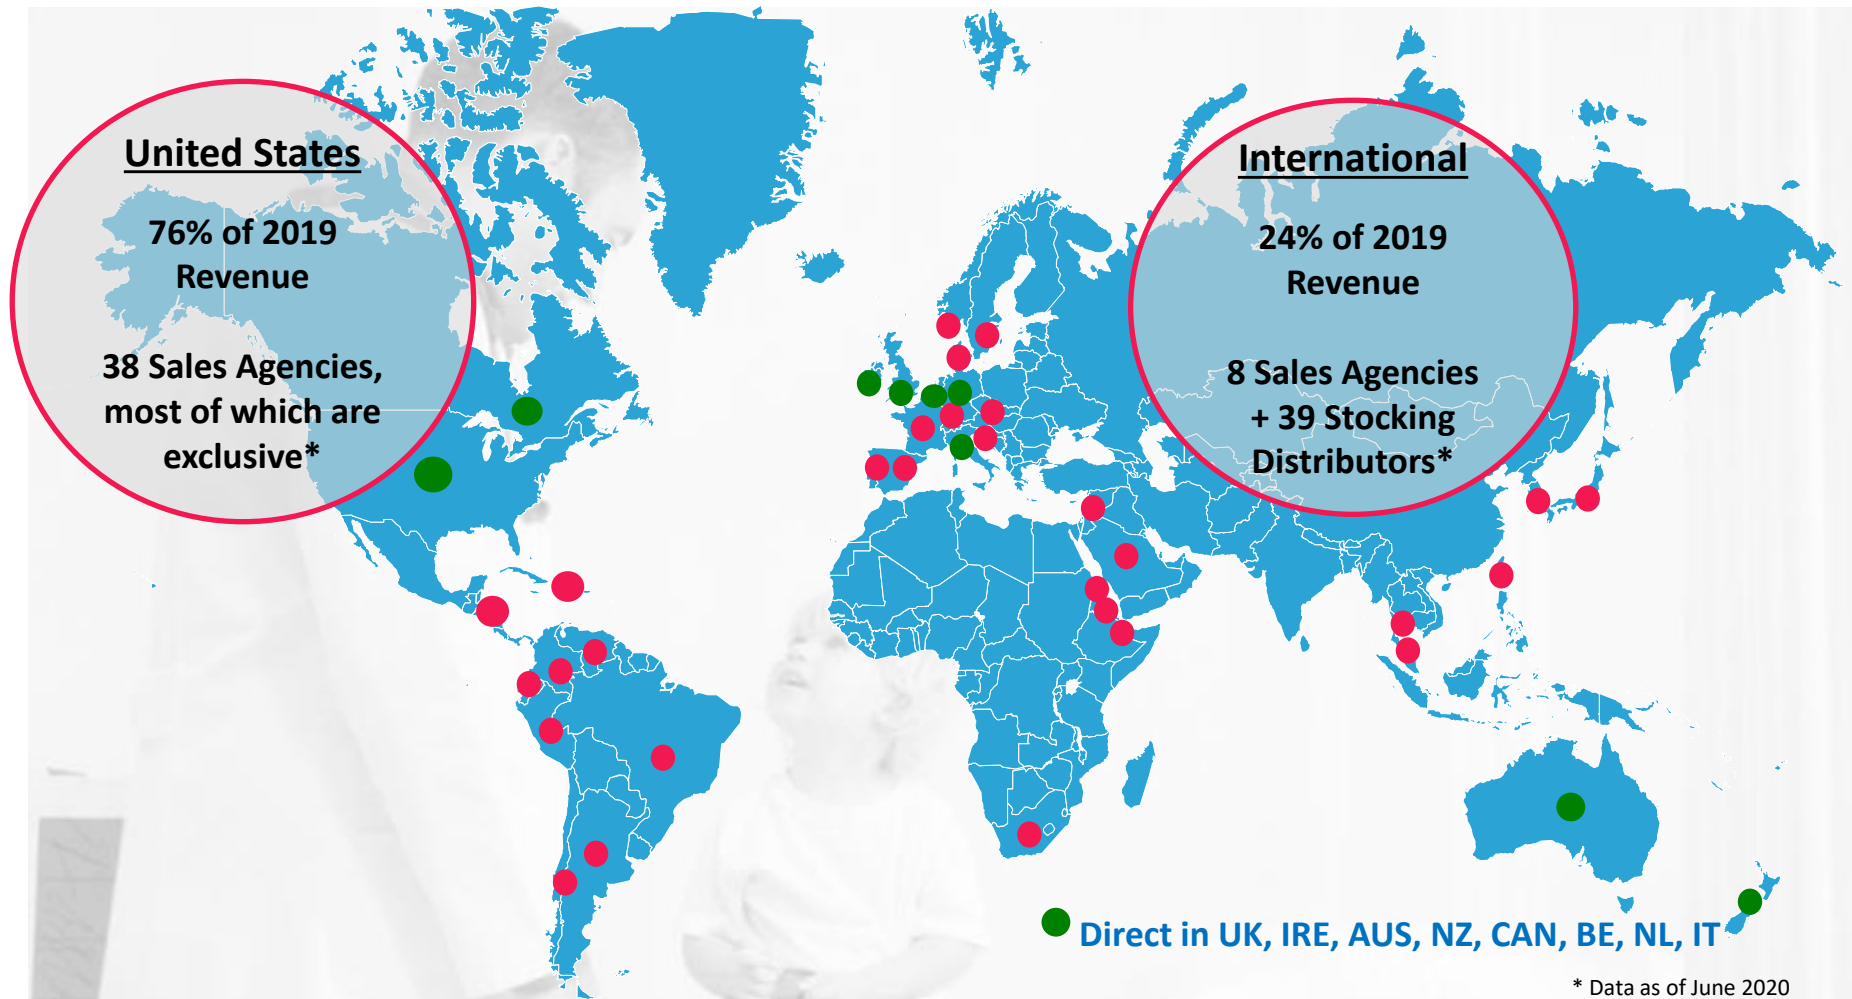 United States
76% of 2019
Revenue
38 Sales Agencies,
most of which are
exclusive*
International
24% of 2019
Revenue
8 Sales Agencies
+ 39 Stocking
Distributors*
Direct in UK, IRE, AUS, NZ, CAN, BE, NL, IT
* Data as of June 2020